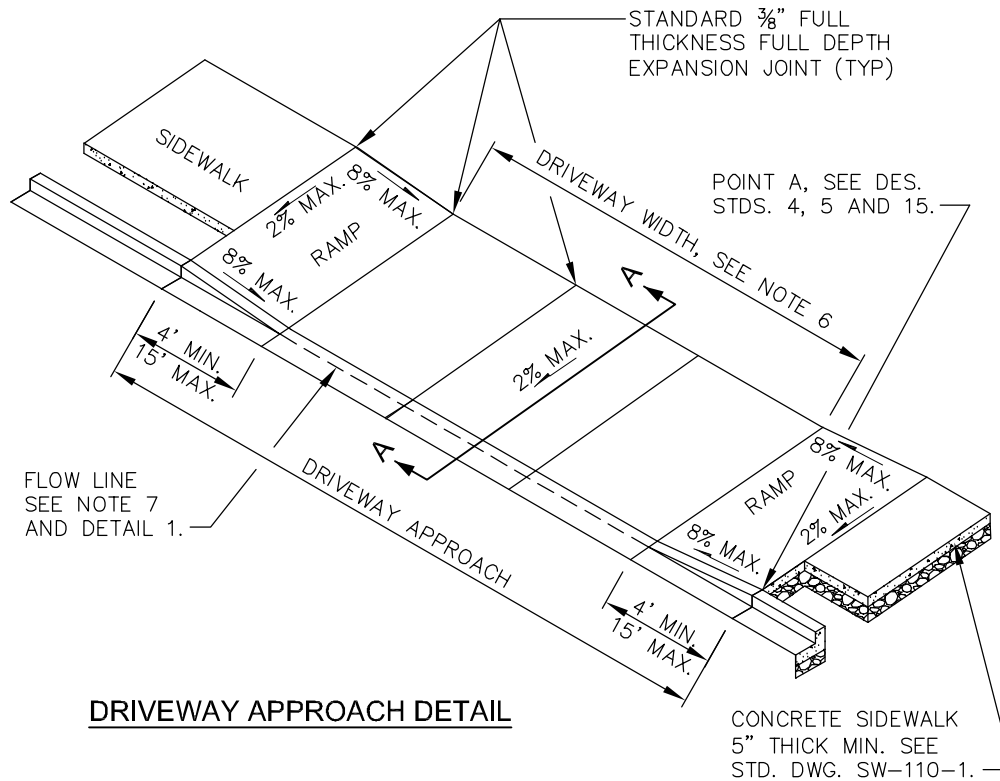 STANDARD ⅜" FULL
THICKNESS FULL DEPTH
EXPANSION JOINT (TYP)
SIDEWALK
2% MAX.
8% MAX.
RAMP
8% MAX.
DRIVEWAY WIDTH, SEE NOTE 6
POINT A, SEE DES.
STDS. 4, 5 AND 15.
A
2% MAX.
A
4' MIN.
15' MAX.
FLOW LINE
SEE NOTE 7
AND DETAIL 1.
DRIVEWAY APPROACH
8% MAX.
RAMP
2% MAX.
8% MAX.
4' MIN.
15' MAX.
DRIVEWAY APPROACH DETAIL
CONCRETE SIDEWALK
5" THICK MIN. SEE
STD. DWG. SW-110-1.